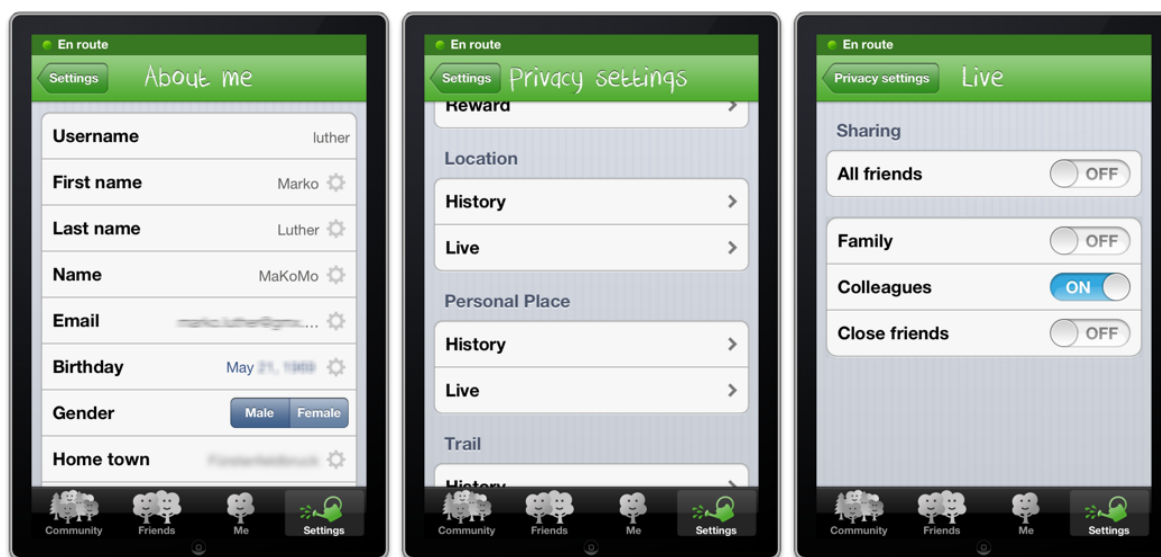 En route
Settings About me
Username luther
First name Marko
Last name Luther
Name MaKoMo
Email
Birthday May
Gender Male Female
Home town
Community Friends Me Settings
En route
Settings Privacy settings
Reward
Location
History
Live
Personal Place
History
Live
Trail
History
Community Friends Me Settings
En route
Privacy settings Live
Sharing
All friends OFF
Family OFF
Colleagues ON
Close friends OFF
Community Friends Me Settings